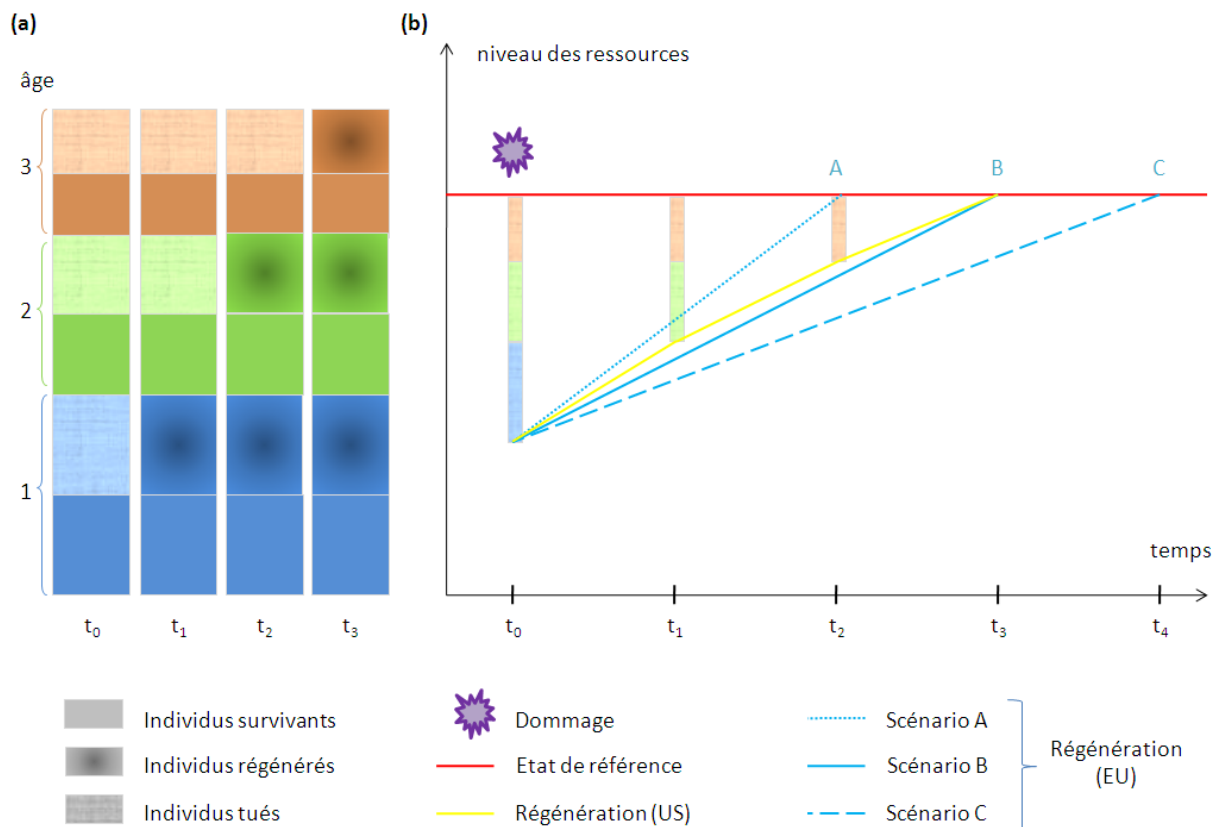 (a)
âge
3
2
1
t0
t1
t2
t3
(b)
niveau des ressources
A
B
C
temps
t0
t1
t2
t3
t4
Individus survivants
Individus régénérés
Individus tués
Dommage
Etat de référence
Régénération (US)
Scénario A
Scénario B
Scénario C
Régénération
(EU)